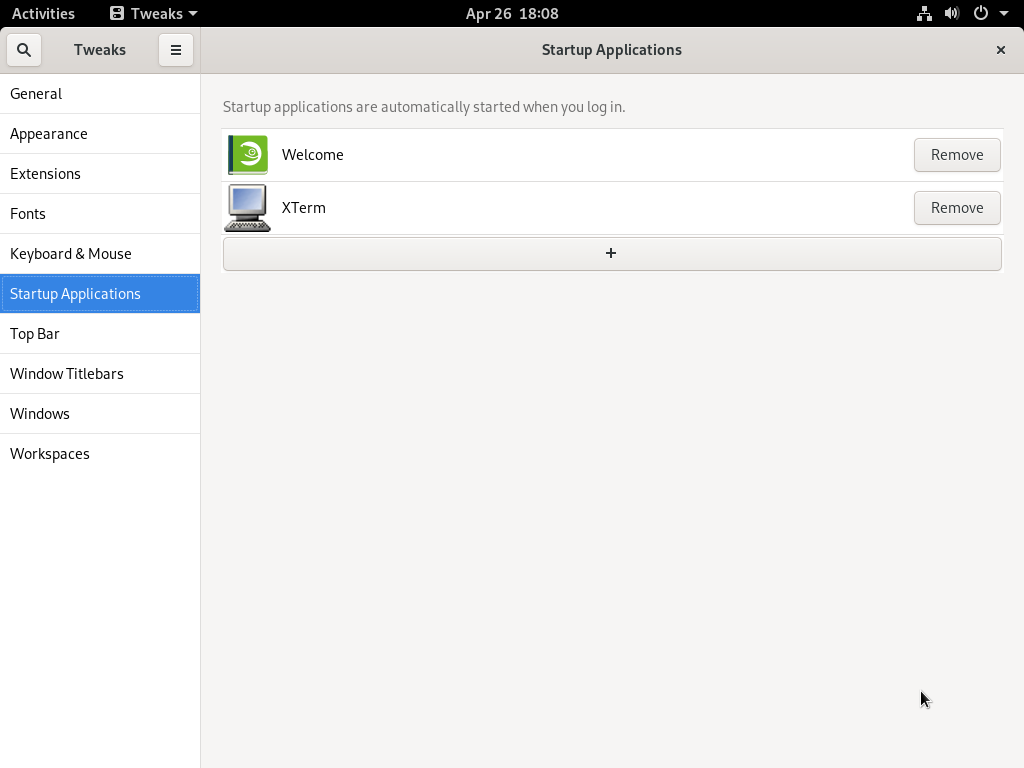 Activities
Tweaks
Apr 26 18:08
Tweaks
Startup Applications
General
Appearance
Extensions
Fonts
Keyboard & Mouse
Startup Applications
Top Bar
Window Titlebars
Windows
Workspaces
Startup applications are automatically started when you log in.
Welcome
Remove
XTerm
Remove
+